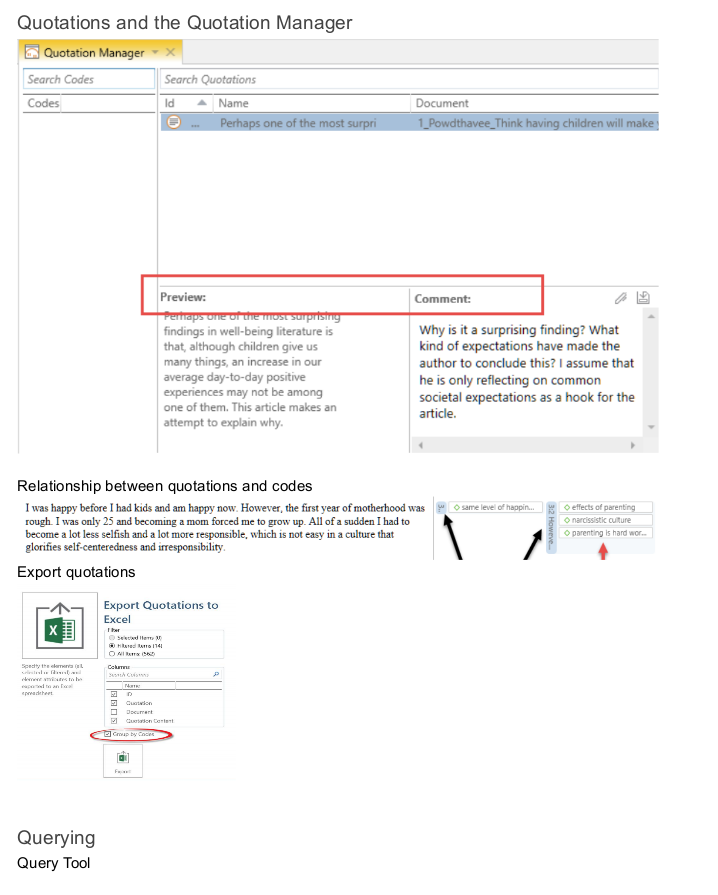 Quotations and the Quotation Manager
Quotation Manager
Search Codes
Search Quotations
Codes
Id Name Document
... Perhaps one of the most surpri 1_Powdthavee_Think having children will make
Preview:
Comment:
Perhaps one of the most surprising
findings in well-being literature is
that, although children give us
many things, an increase in our
average day-to-day positive
experiences may not be among
one of them. This article makes an
attempt to explain why.
Why is it a surprising finding? What
kind of expectations have made the
author to conclude this? I assume that
he is only reflecting on common
societal expectations as a hook for the
article.
Relationship between quotations and codes
I was happy before I had kids and am happy now. However, the first year of motherhood was
rough. I was only 25 and becoming a mom forced me to grow up. All of a sudden I had to
become a lot less selfish and a lot more responsible, which is not easy in a culture that
glorifies self-centeredness and irresponsibility.
same level of happin...
3:2 Howeve...
effects of parenting
narcissistic culture
parenting is hard wor...
Export quotations
Export Quotations to
Excel
Specify the elements (all,
selected or filtered) and
element attributes to be
exported to an Excel
spreadsheet.
Filter
Selected Items (0)
Filtered Items (14)
All Items: (562)
Columns
Search Columns
Name
ID
Quotation
Document
Quotation Content
Group by Codes
Export
Querying
Query Tool